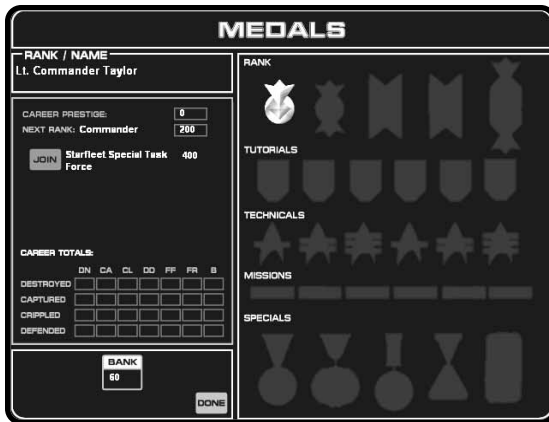 MEDALS
RANK / NAME
Lt. Commander Taylor
CAREER PRESTIGE: 0
NEXT RANK: Commander 200
JOIN Starfleet Special Task 400
Force
CAREER TOTALS:
DN CA CL DD FF FR B
DESTROYED
CAPTURED
CRIPPLED
DEFENDED
BANK
60
DONE
RANK
TUTORIALS
TECHNICALS
MISSIONS
SPECIALS